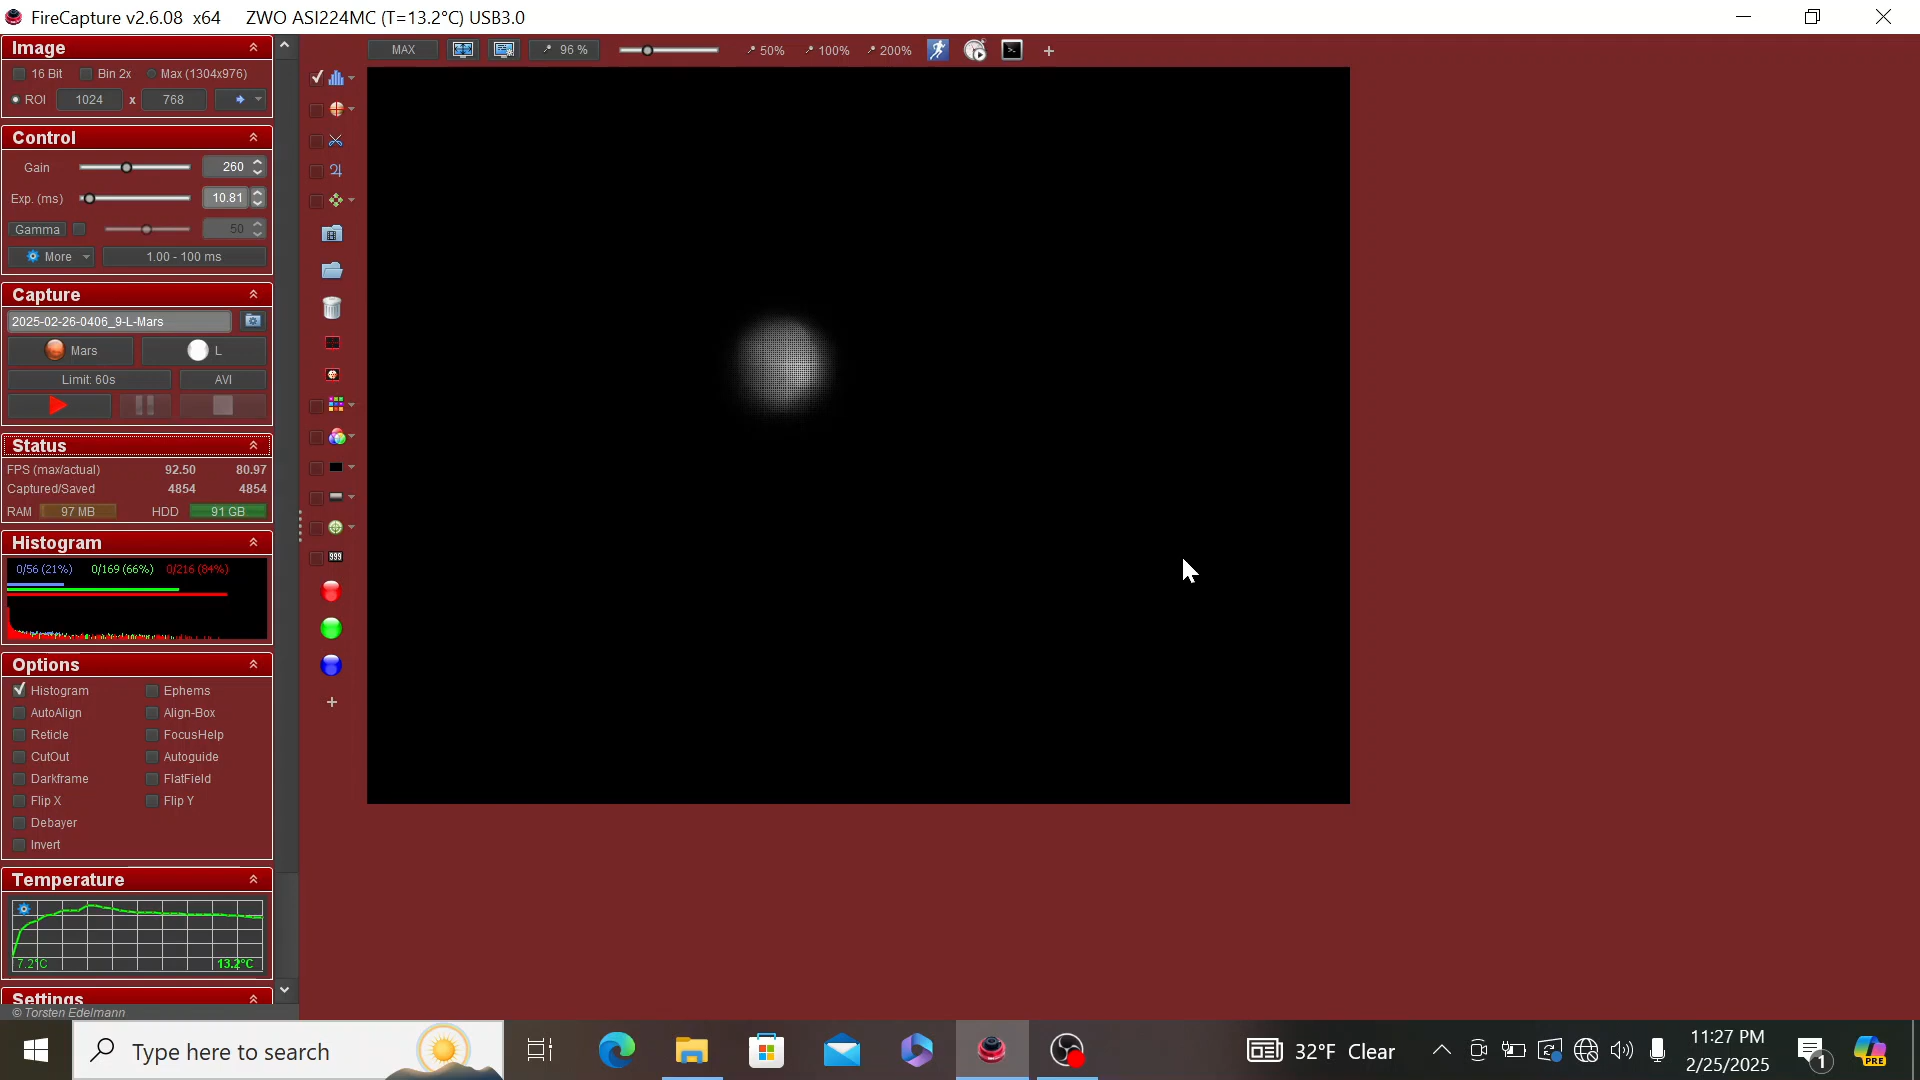 FireCapture v2.6.08 x64 ZWO ASI224MC (T=13.2°C) USB3.0
Image
16 Bit Bin 2x Max (1304x976)
ROI 1024 x 768
Control
Gain 260
Exp. (ms) 10.81
Gamma 50
More 1.00 - 100 ms
Capture
2025-02-26-0406_9-L-Mars
Mars L
Limit: 60s AVI
Status
FPS (max/actual) 92.50 80.97
Captured/Saved 4854 4854
RAM 97 MB HDD 91 GB
Histogram
0/56 (21%) 0/169 (66%) 0/216 (84%)
Options
Histogram Ephems
AutoAlign Align-Box
Reticle FocusHelp
CutOut Autoguide
Darkframe FlatField
Flip X Flip Y
Debayer
Invert
Temperature
7.2°C 13.2°C
Settings
© Torsten Edelmann
MAX 96 % 50% 100% 200%
999
Type here to search
32°F Clear
11:27 PM
2/25/2025
1
PRE